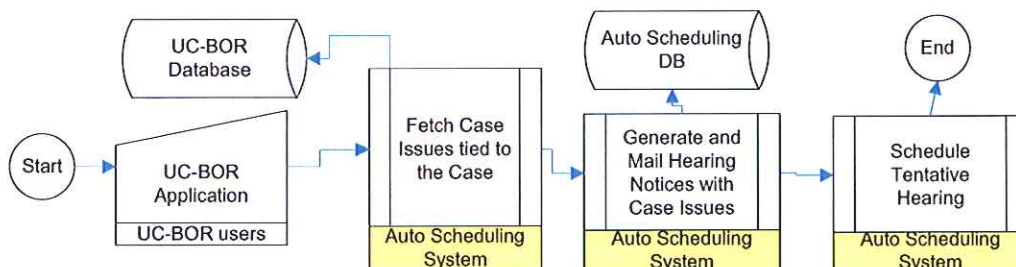 UC-BOR
Database
Auto Scheduling
DB
End
Start
UC-BOR
Application
UC-BOR users
Fetch Case
Issues tied to
the Case
Auto Scheduling
System
Generate and
Mail Hearing
Notices with
Case Issues
Auto Scheduling
System
Schedule
Tentative
Hearing
Auto Scheduling
System